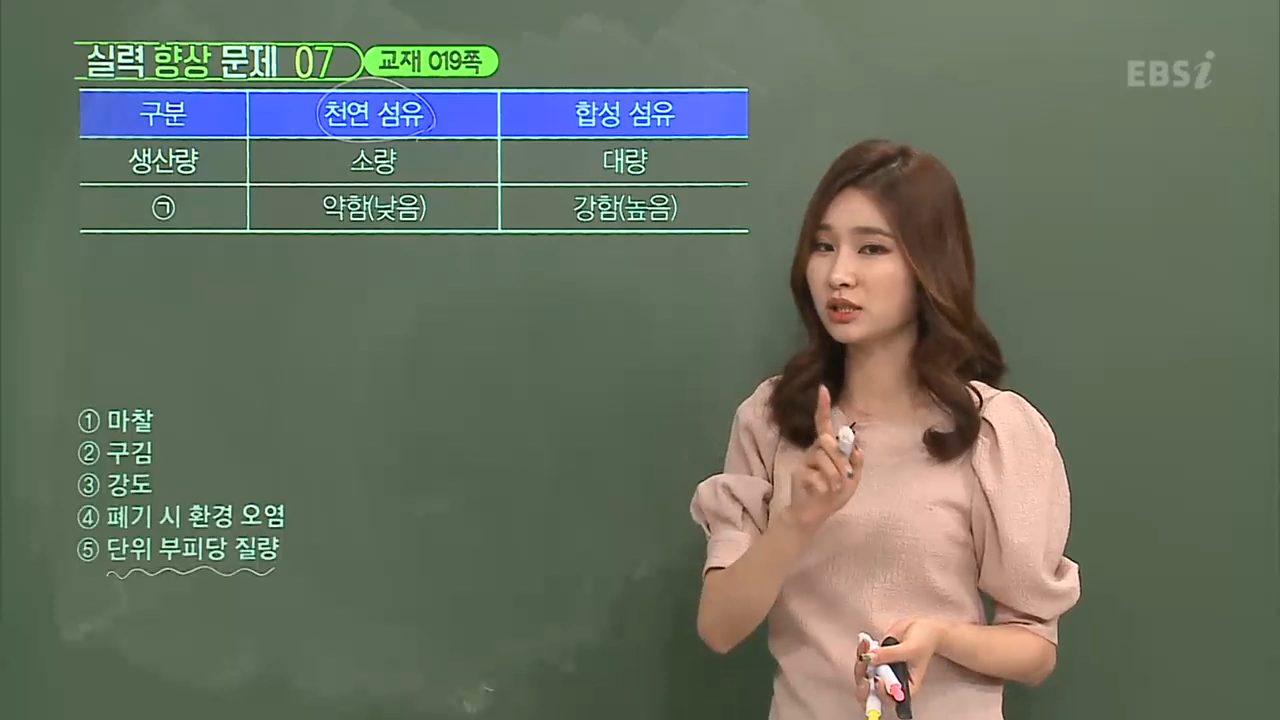 실력 향상 문제 07 교재 019쪽
EBSi
구분 천연 섬유 합성 섬유
생산량 소량 대량
㉠ 약함(낮음) 강함(높음)
① 마찰
② 구김
③ 강도
④ 폐기 시 환경 오염
⑤ 단위 부피당 질량